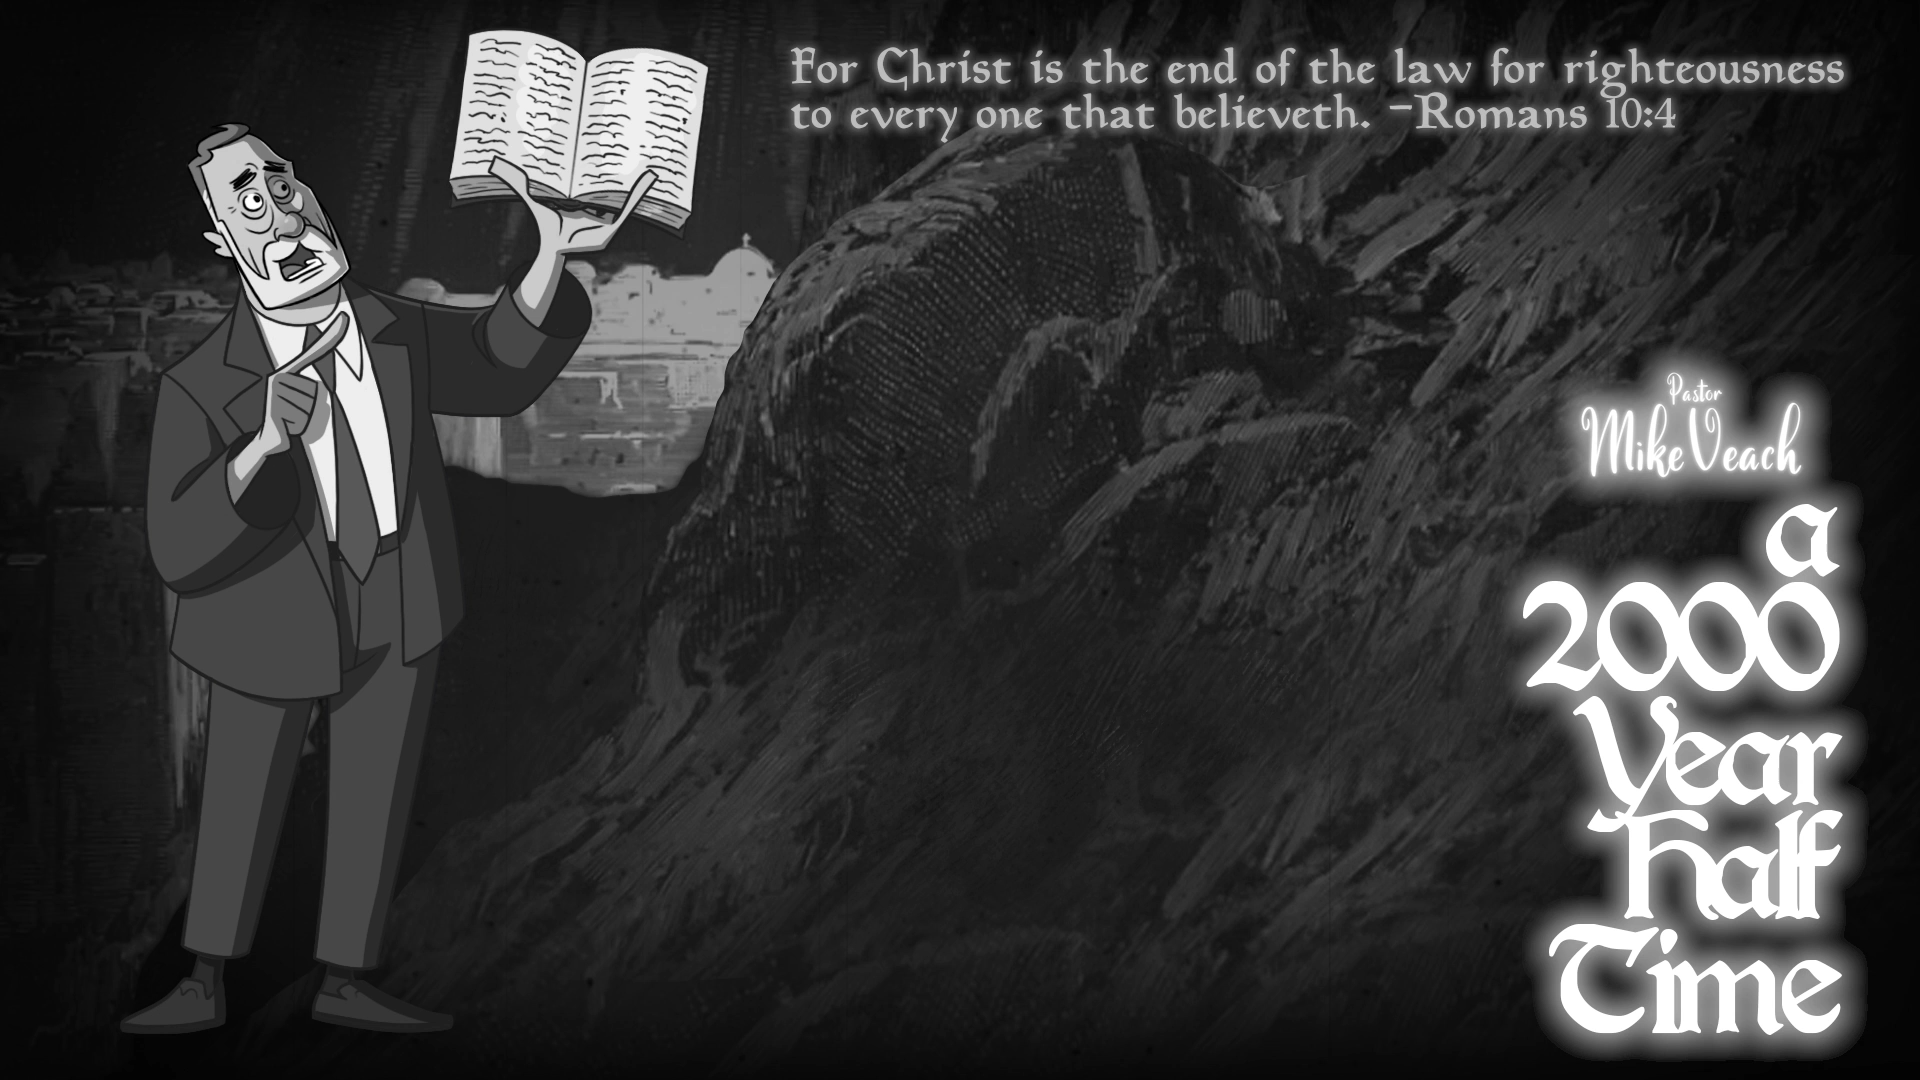 For Christ is the end of the law for righteousness
to every one that believeth. -Romans 10:4
Pastor
Mike Veach
a
2000
Year
Half
Time